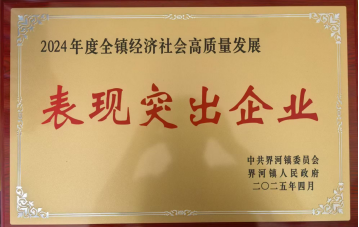 2024年度全镇经济社会高质量发展
表现突出企业
中共界河镇委员会
界河镇人民政府
二〇二五年四月